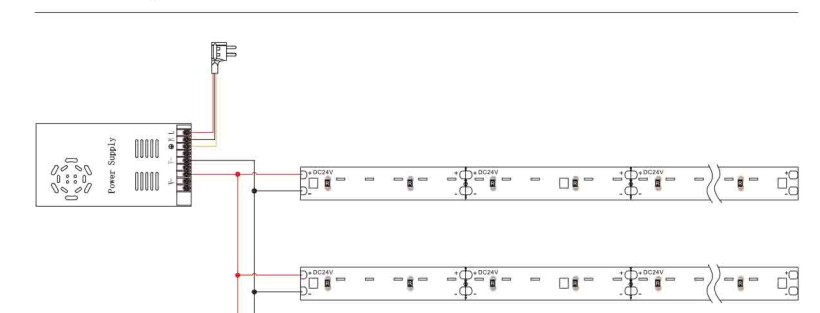 Power Supply
L
N
V-
+ DC24V + + DC24V + + DC24V
R R R R R R
- - - - -
+ DC24V + + DC24V + + DC24V
R R R R R R
- - - - -